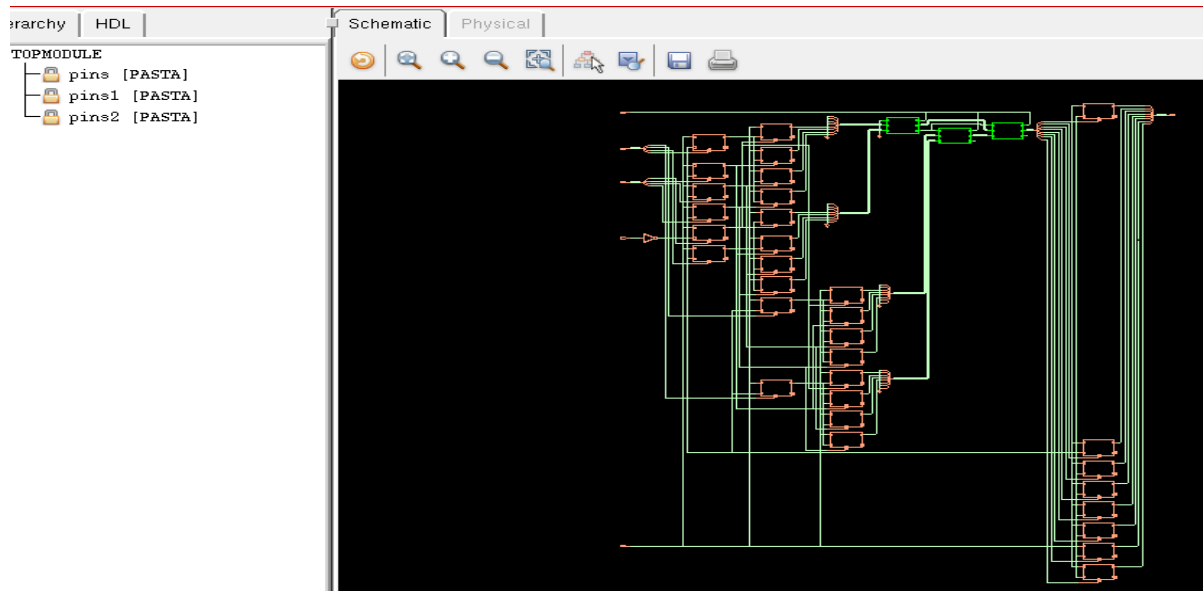 erarchy HDL
Schematic Physical
TOPMODULE
pins [PASTA]
pins1 [PASTA]
pins2 [PASTA]